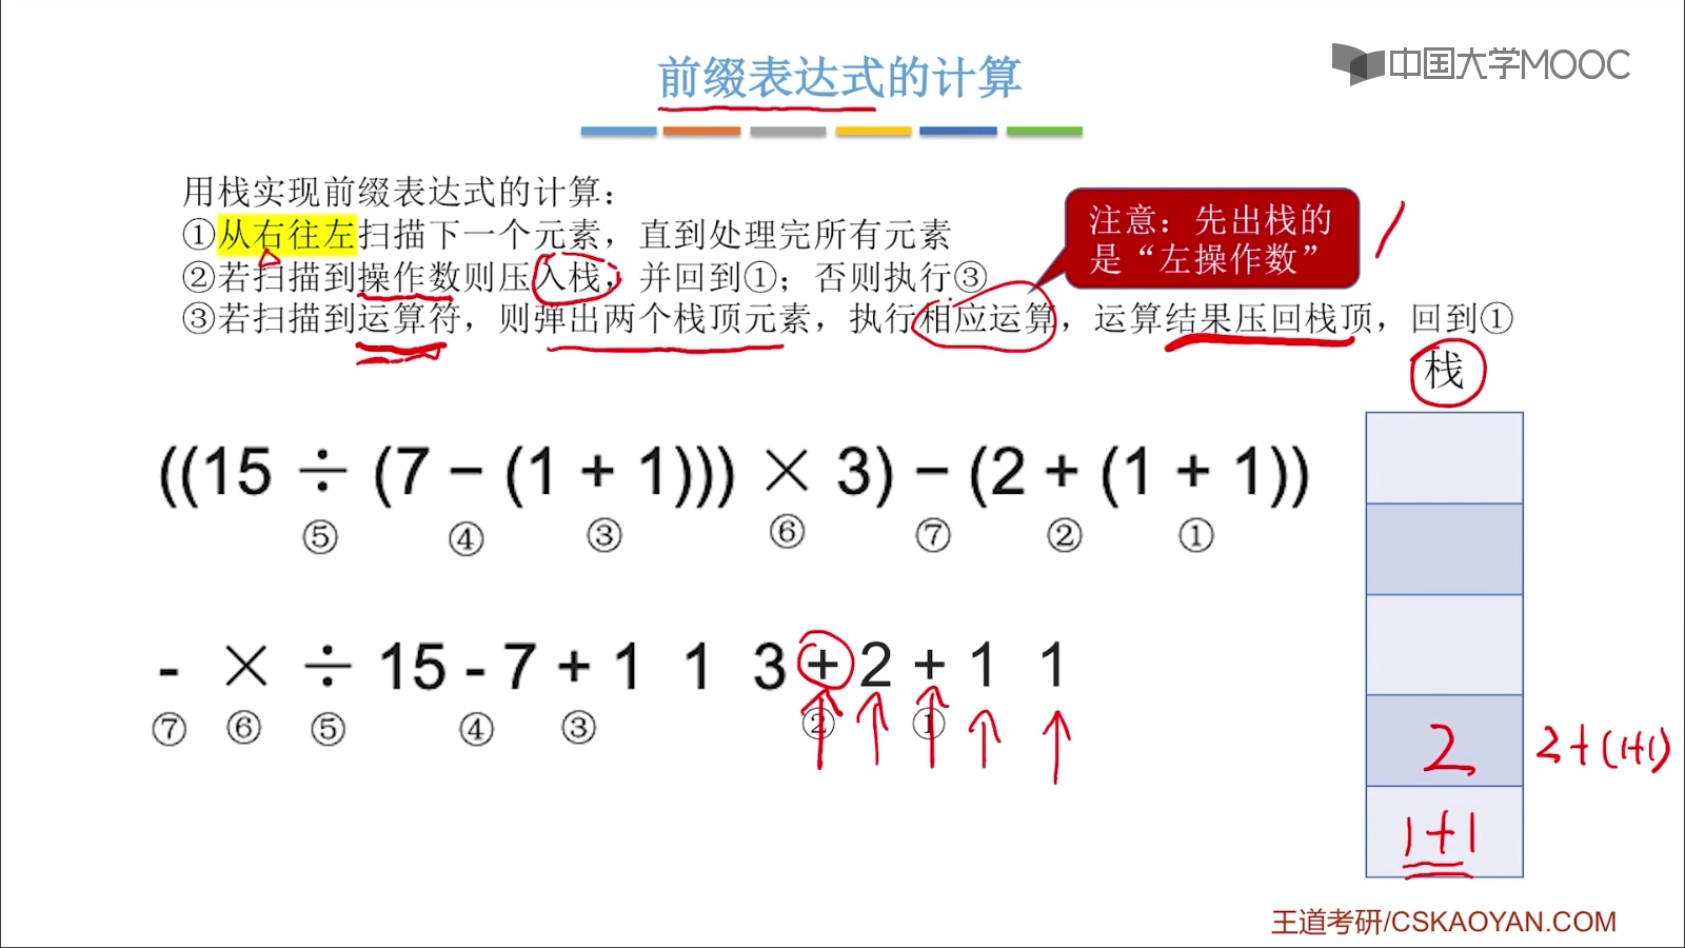 前缀表达式的计算
中国大学MOOC
用栈实现前缀表达式的计算：
①从右往左扫描下一个元素，直到处理完所有元素
②若扫描到操作数则压入栈，并回到①；否则执行③
③若扫描到运算符，则弹出两个栈顶元素，执行相应运算，运算结果压回栈顶，回到①
注意：先出栈的
是“左操作数”
栈
((15 ÷ (7 − (1 + 1))) × 3) − (2 + (1 + 1))
⑤ ④ ③ ⑥ ⑦ ② ①
- × ÷ 15 - 7 + 1 1 3 + 2 + 1 1
⑦ ⑥ ⑤ ④ ③ ② ①
2
2+(1+1)
1+1
王道考研/CSKAOYAN.COM